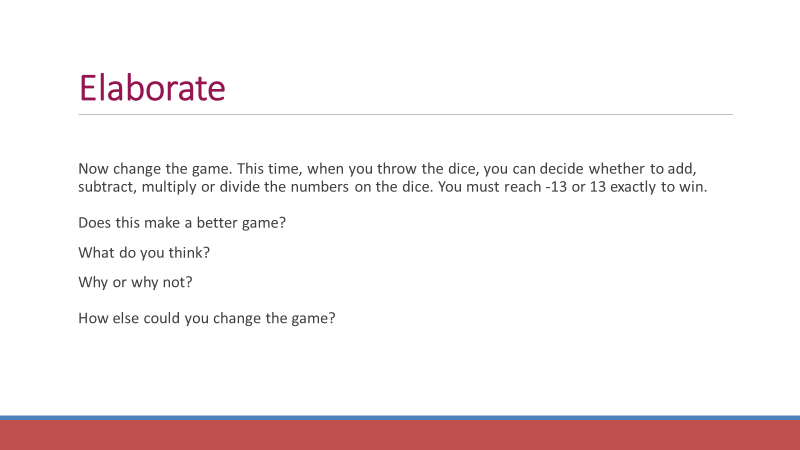 Elaborate
Now change the game. This time, when you throw the dice, you can decide whether to add,
subtract, multiply or divide the numbers on the dice. You must reach -13 or 13 exactly to win.
Does this make a better game?
What do you think?
Why or why not?
How else could you change the game?